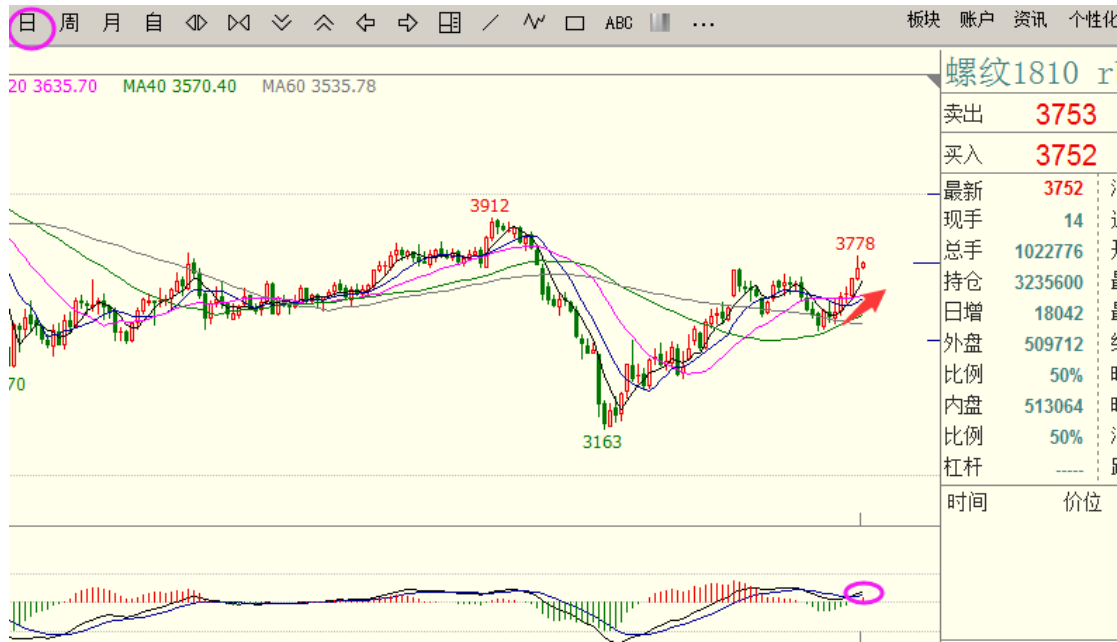 日 周 月 自 ABC ... 板块 账户 资讯 个性化
20 3635.70 MA40 3570.40 MA60 3535.78
3912
3778
3163
70
螺纹1810 r
卖出 3753
买入 3752
最新 3752
现手 14
总手 1022776
持仓 3235600
日增 18042
外盘 509712
比例 50%
内盘 513064
比例 50%
杠杆 -----
时间 价位